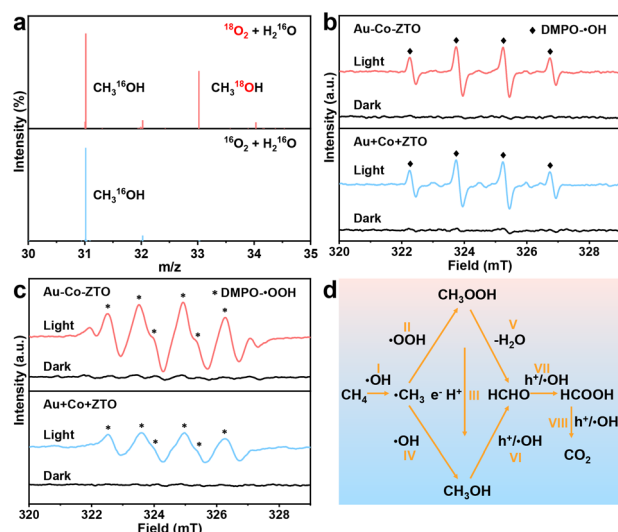 a
¹⁸O₂ + H₂¹⁶O
CH₃¹⁶OH
CH₃¹⁸OH
¹⁶O₂ + H₂¹⁶O
CH₃¹⁶OH
Intensity (%)
30 31 32 33 34 35
m/z
b
Au-Co-ZTO ♦ DMPO-•OH
Light
Dark
Au+Co+ZTO
Light
Dark
Intensity (a.u.)
320 322 324 326 328
Field (mT)
c
Au-Co-ZTO * DMPO-•OOH
Light
Dark
Au+Co+ZTO
Light
Dark
Intensity (a.u.)
320 322 324 326 328
Field (mT)
d
CH₃OOH
II V
•OOH -H₂O
I VII
•OH h⁺/•OH
CH₄ •CH₃ e⁻ H⁺ III HCHO HCOOH
•OH h⁺/•OH VIII h⁺/•OH
IV VI
CO₂
CH₃OH